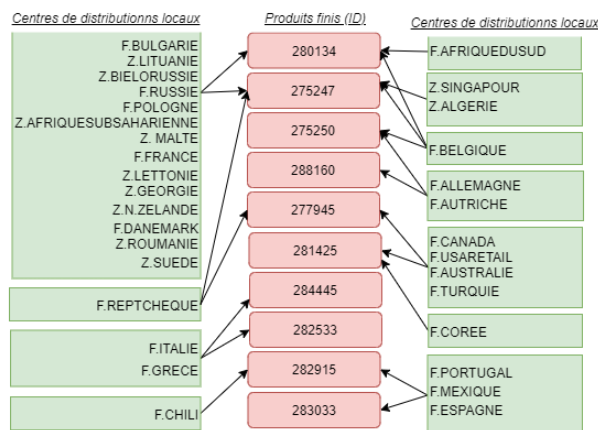 Centres de distributionns locaux
F.BULGARIE
Z.LITUANIE
Z.BIELORUSSIE
F.RUSSIE
F.POLOGNE
Z.AFRIQUESUBSAHARIENNE
Z. MALTE
F.FRANCE
Z.LETTONIE
Z.GEORGIE
Z.N.ZELANDE
F.DANEMARK
Z.ROUMANIE
Z.SUEDE
F.REPTCHEQUE
F.ITALIE
F.GRECE
F.CHILI
Produits finis (ID)
280134
275247
275250
288160
277945
281425
284445
282533
282915
283033
Centres de distributionns locaux
F.AFRIQUEDUSUD
Z.SINGAPOUR
Z.ALGERIE
F.BELGIQUE
F.ALLEMAGNE
F.AUTRICHE
F.CANADA
F.USARETAIL
F.AUSTRALIE
F.TURQUIE
F.COREE
F.PORTUGAL
F.MEXIQUE
F.ESPAGNE